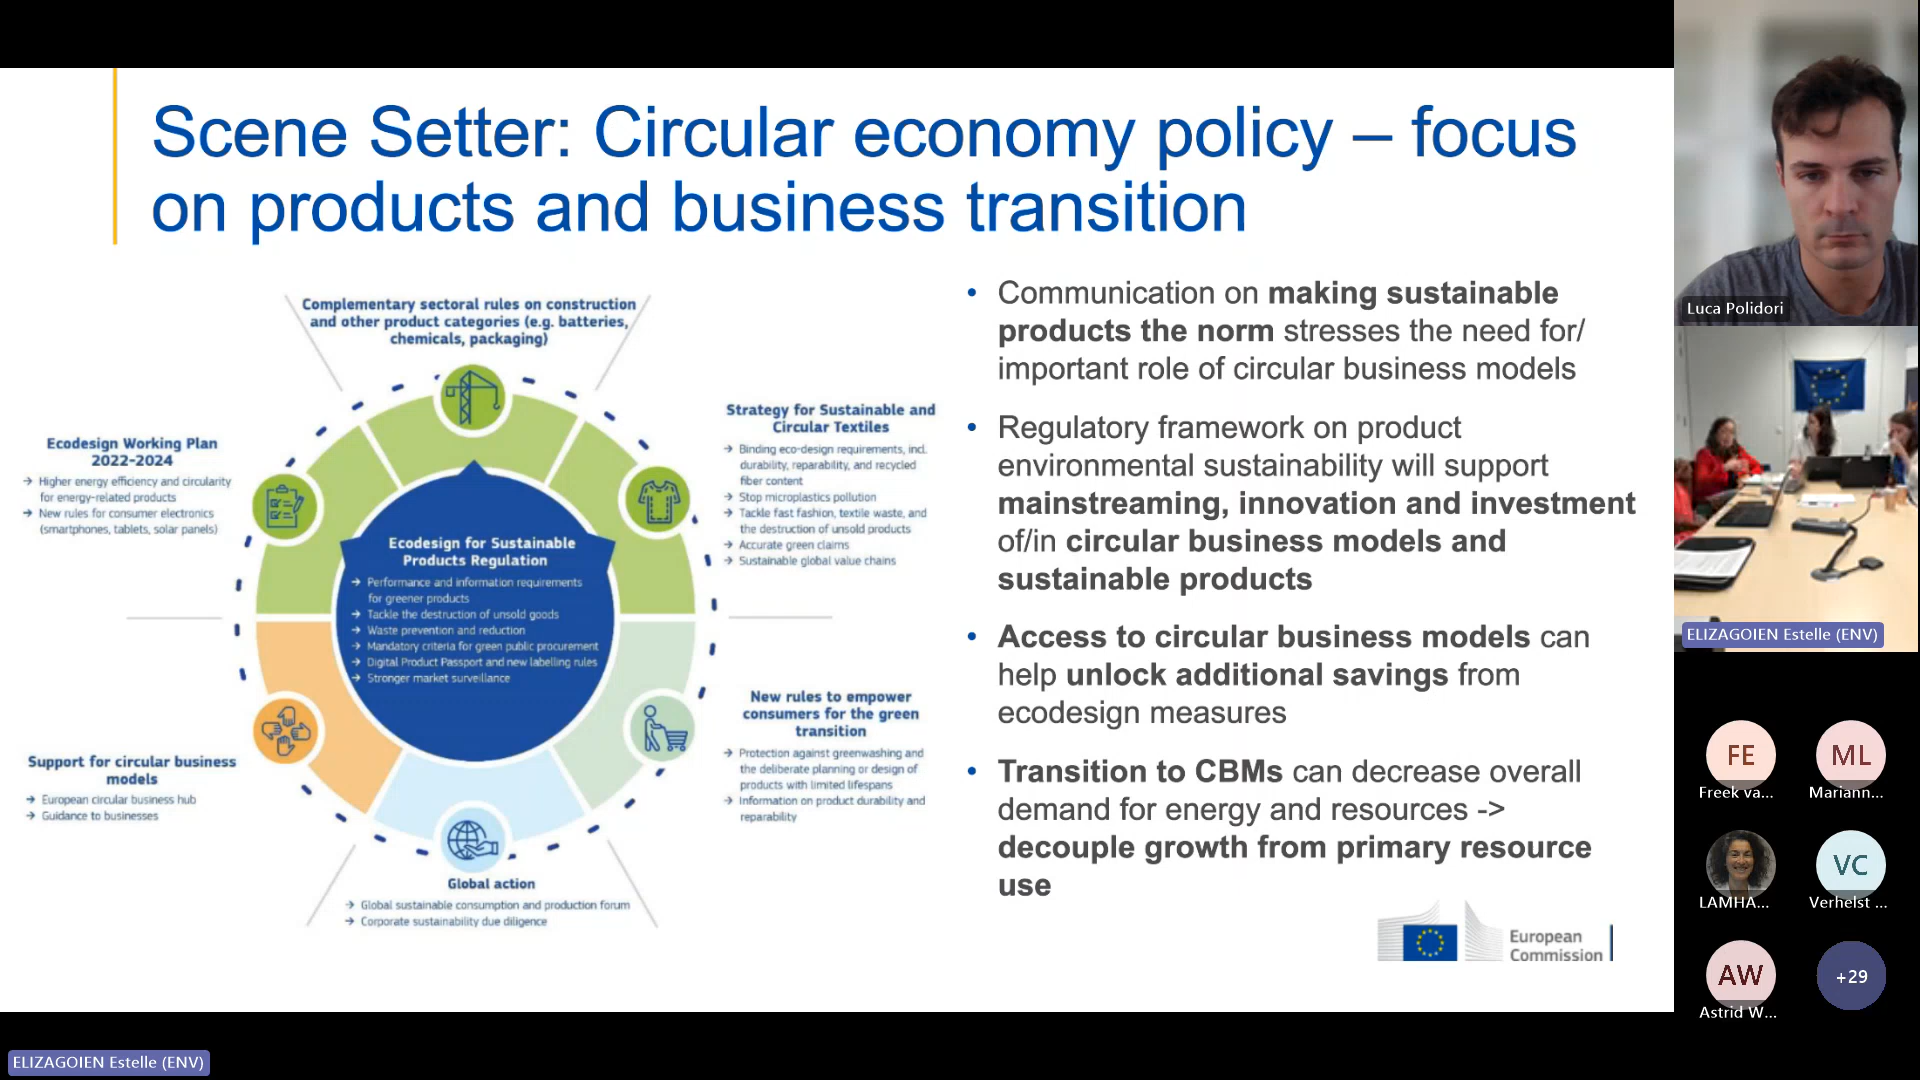 Scene Setter: Circular economy policy – focus
on products and business transition
Complementary sectoral rules on construction
and other product categories (e.g. batteries,
chemicals, packaging)
Ecodesign Working Plan
2022-2024
→ Higher energy efficiency and circularity
for energy-related products
→ New rules for consumer electronics
(smartphones, tablets, solar panels)
Strategy for Sustainable and
Circular Textiles
→ Binding eco-design requirements, incl.
durability, reparability, and recycled
fiber content
→ Stop microplastics pollution
→ Tackle fast fashion, textile waste, and
the destruction of unsold products
→ Accurate green claims
→ Sustainable global value chains
Ecodesign for Sustainable
Products Regulation
→ Performance and information requirements
for greener products
→ Tackle the destruction of unsold goods
→ Waste prevention and reduction
→ Mandatory criteria for green public procurement
→ Digital Product Passport and new labelling rules
→ Stronger market surveillance
New rules to empower
consumers for the green
transition
→ Protection against greenwashing and
the deliberate planning or design of
products with limited lifespans
→ Information on product durability and
reparability
Support for circular business
models
→ European circular business hub
→ Guidance to businesses
Global action
→ Global sustainable consumption and production forum
→ Corporate sustainability due diligence
• Communication on making sustainable
products the norm stresses the need for/
important role of circular business models
• Regulatory framework on product
environmental sustainability will support
mainstreaming, innovation and investment
of/in circular business models and
sustainable products
• Access to circular business models can
help unlock additional savings from
ecodesign measures
• Transition to CBMs can decrease overall
demand for energy and resources ->
decouple growth from primary resource
use
European
Commission
Luca Polidori
ELIZAGOIEN Estelle (ENV)
FE
Freek va...
ML
Mariann...
LAMHA...
VC
Verhelst ...
AW
Astrid W...
+29
ELIZAGOIEN Estelle (ENV)